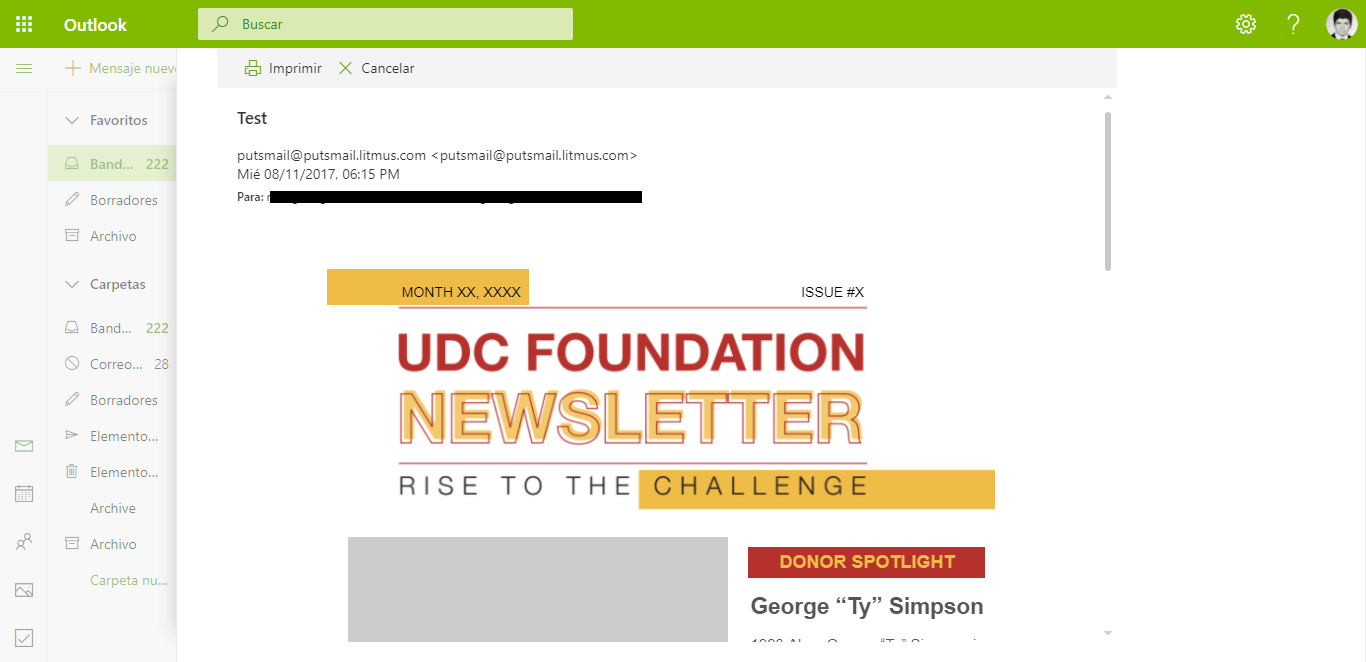 Outlook
Buscar
Mensaje nuev
Imprimir Cancelar
Favoritos
Band... 222
Borradores
Archivo
Carpetas
Band... 222
Correo... 28
Borradores
Elemento...
Elemento...
Archive
Archivo
Carpeta nu...
Test
putsmail@putsmail.litmus.com <putsmail@putsmail.litmus.com>
Mié 08/11/2017, 06:15 PM
Para:
MONTH XX, XXXX ISSUE #X
UDC FOUNDATION
NEWSLETTER
RISE TO THE CHALLENGE
DONOR SPOTLIGHT
George “Ty” Simpson